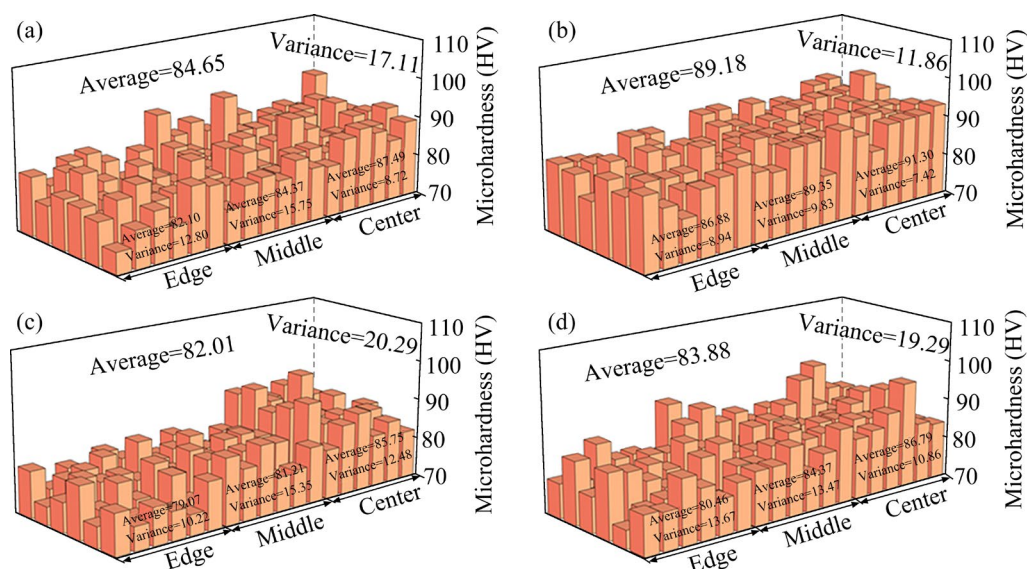 (a)
Average=84.65
Variance=17.11
110
100
90
80
70
Microhardness (HV)
Average=82.10
Variance=12.80
Average=84.37
Variance=15.75
Average=87.49
Variance=8.72
Edge
Middle
Center
(b)
Average=89.18
Variance=11.86
110
100
90
80
70
Microhardness (HV)
Average=86.88
Variance=8.94
Average=89.35
Variance=9.83
Average=91.30
Variance=7.42
Edge
Middle
Center
(c)
Average=82.01
Variance=20.29
110
100
90
80
70
Microhardness (HV)
Average=79.07
Variance=10.22
Average=81.21
Variance=15.35
Average=85.75
Variance=12.48
Edge
Middle
Center
(d)
Average=83.88
Variance=19.29
110
100
90
80
70
Microhardness (HV)
Average=80.46
Variance=13.67
Average=84.37
Variance=13.47
Average=86.79
Variance=10.86
Edge
Middle
Center